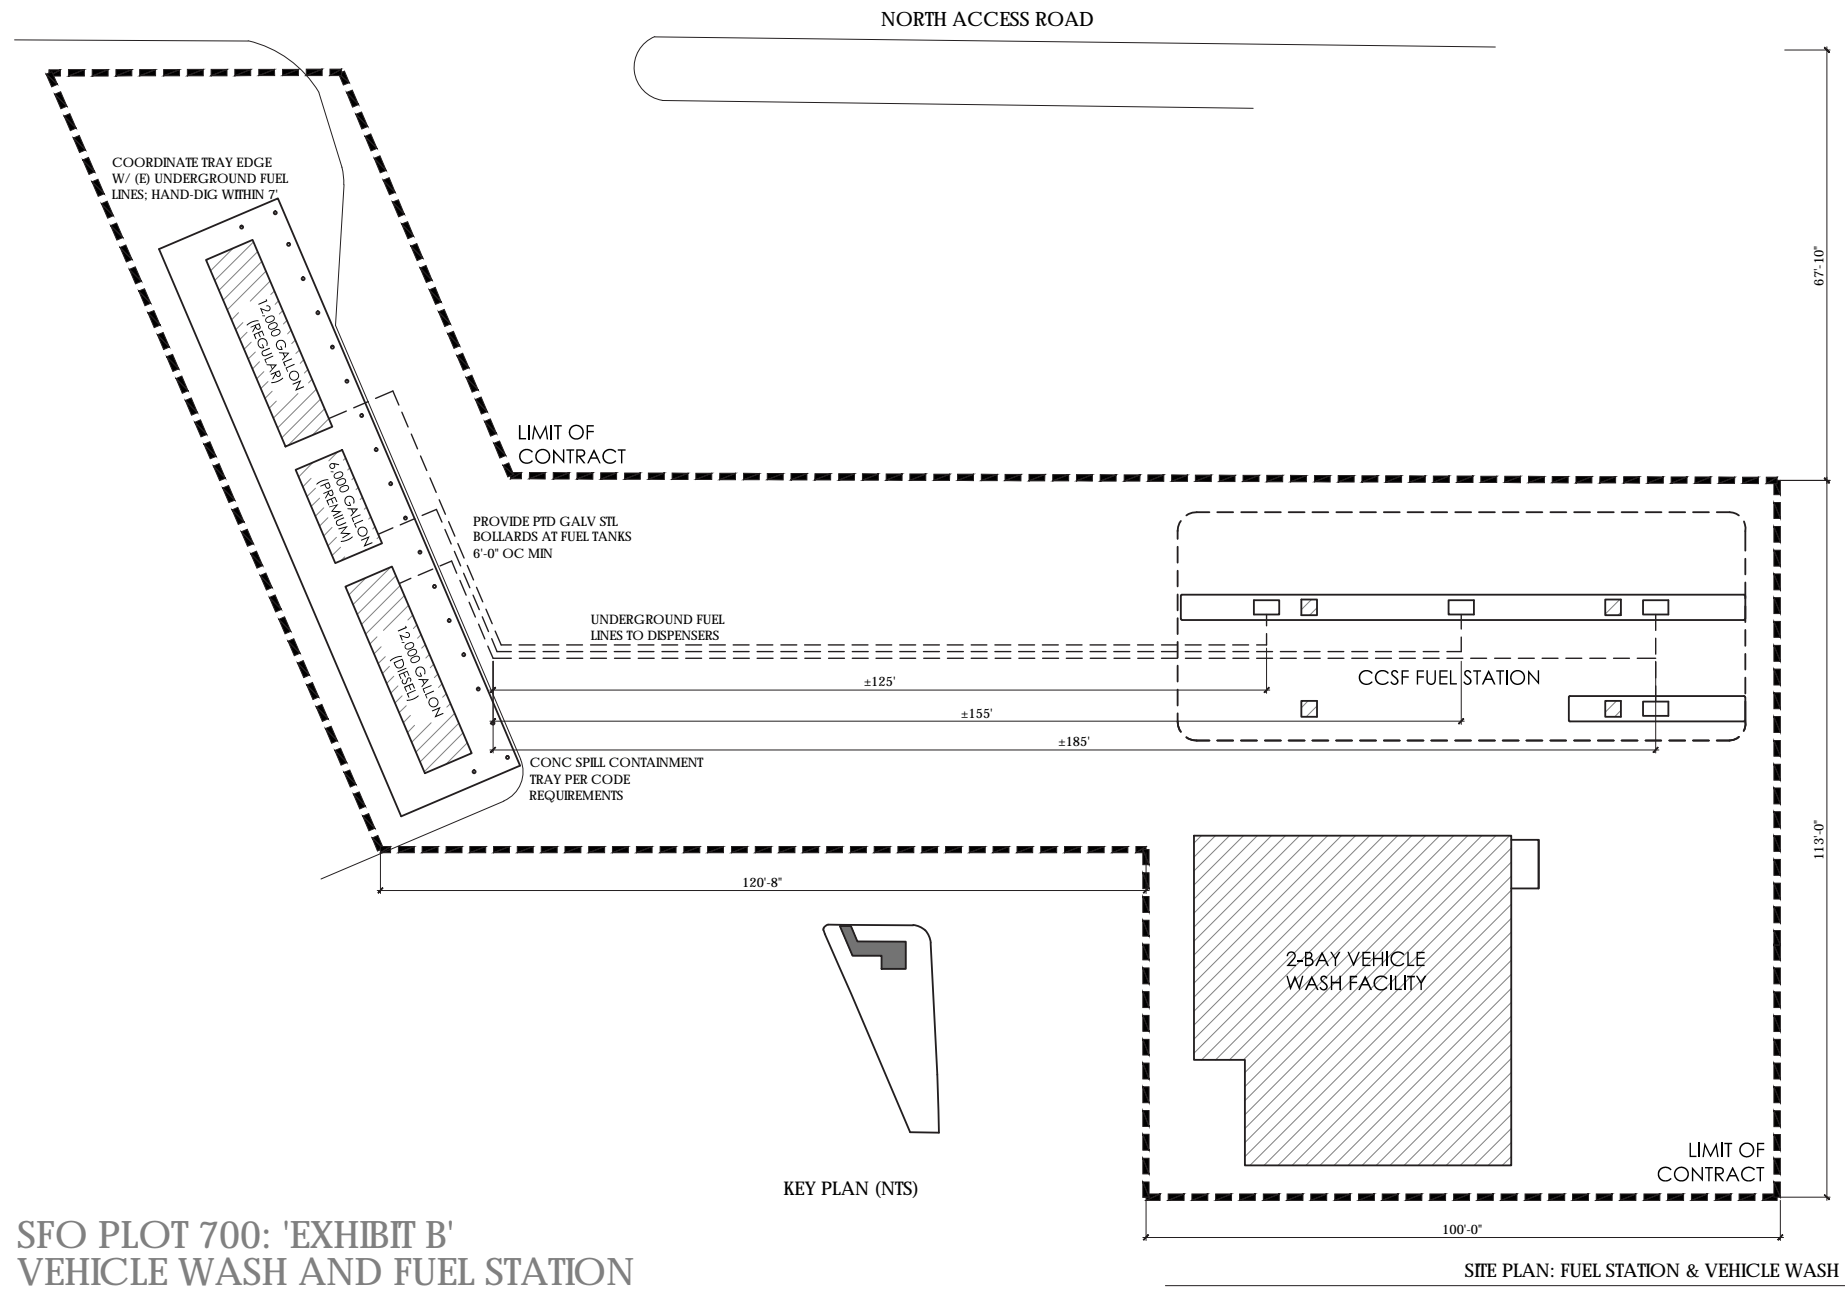 NORTH ACCESS ROAD
COORDINATE TRAY EDGE
W/ (E) UNDERGROUND FUEL
LINES; HAND-DIG WITHIN 7'
67'-10"
12,000 GALLON
(REGULAR)
LIMIT OF
CONTRACT
6,000 GALLON
(PREMIUM)
PROVIDE PTD GALV STL
BOLLARDS AT FUEL TANKS
6'-0" OC MIN
UNDERGROUND FUEL
LINES TO DISPENSERS
12,000 GALLON
(DIESEL)
CCSF FUEL STATION
±125'
±155'
±185'
CONC SPILL CONTAINMENT
TRAY PER CODE
REQUIREMENTS
113'-0"
120'-8"
2-BAY VEHICLE
WASH FACILITY
LIMIT OF
CONTRACT
KEY PLAN (NTS)
100'-0"
SFO PLOT 700: 'EXHIBIT B'
VEHICLE WASH AND FUEL STATION
SITE PLAN: FUEL STATION & VEHICLE WASH